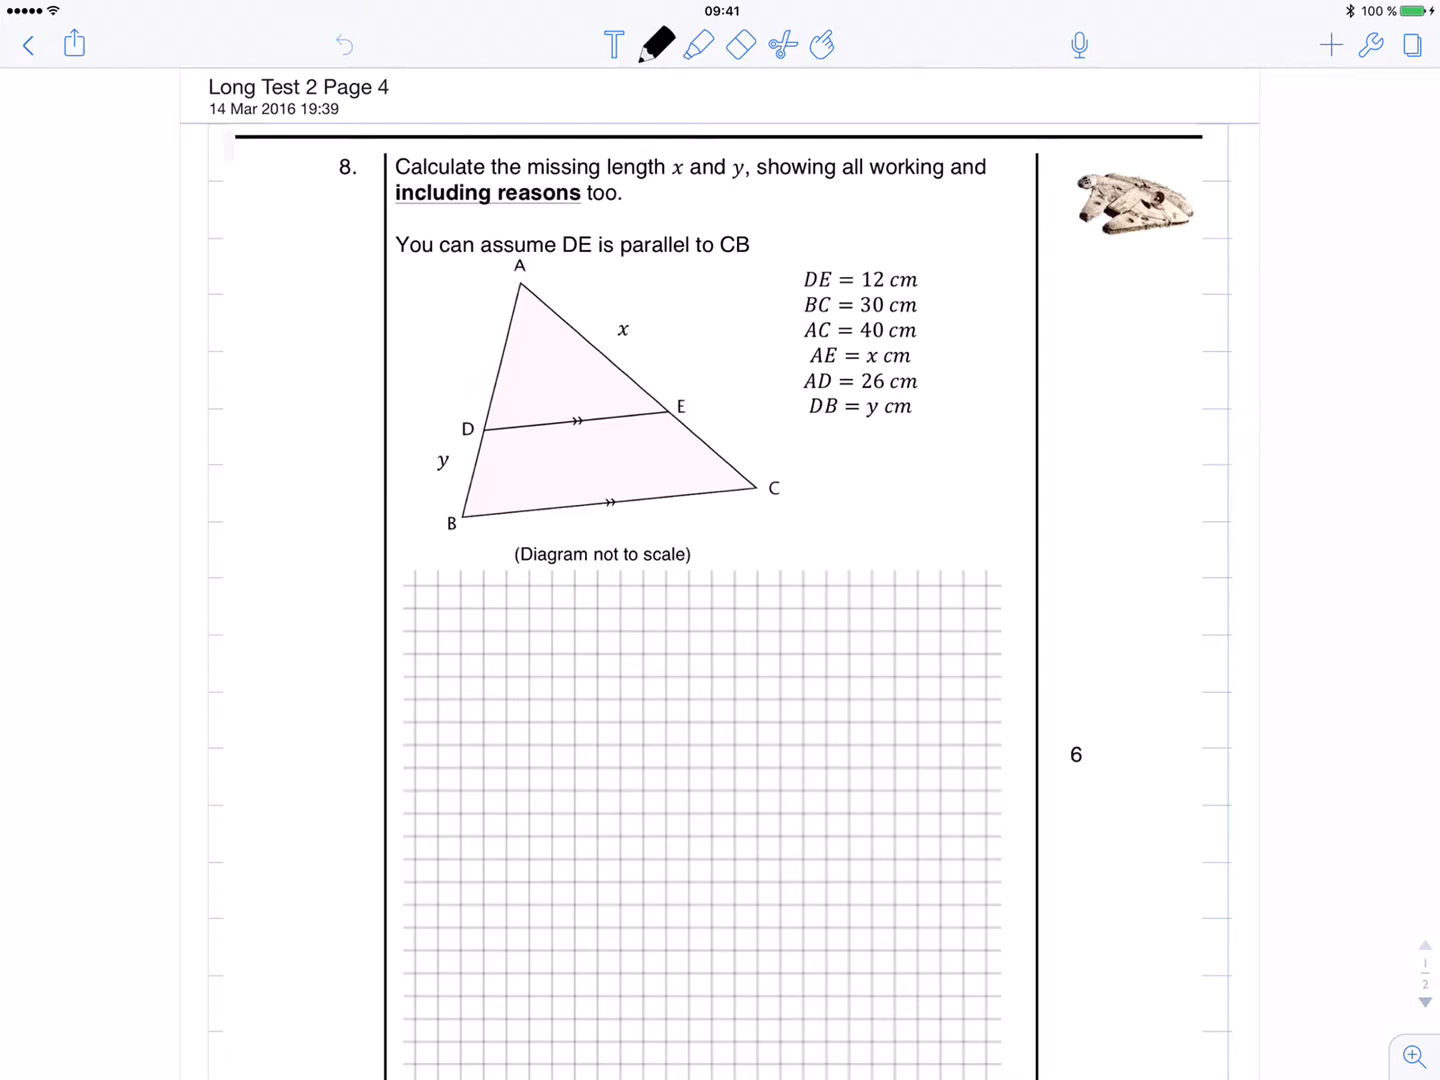 09:41
100 %
T
Long Test 2 Page 4
14 Mar 2016 19:39
8.
Calculate the missing length x and y, showing all working and
including reasons too.
You can assume DE is parallel to CB
A
x
E
D
y
C
B
DE = 12 cm
BC = 30 cm
AC = 40 cm
AE = x cm
AD = 26 cm
DB = y cm
(Diagram not to scale)
6
1
2